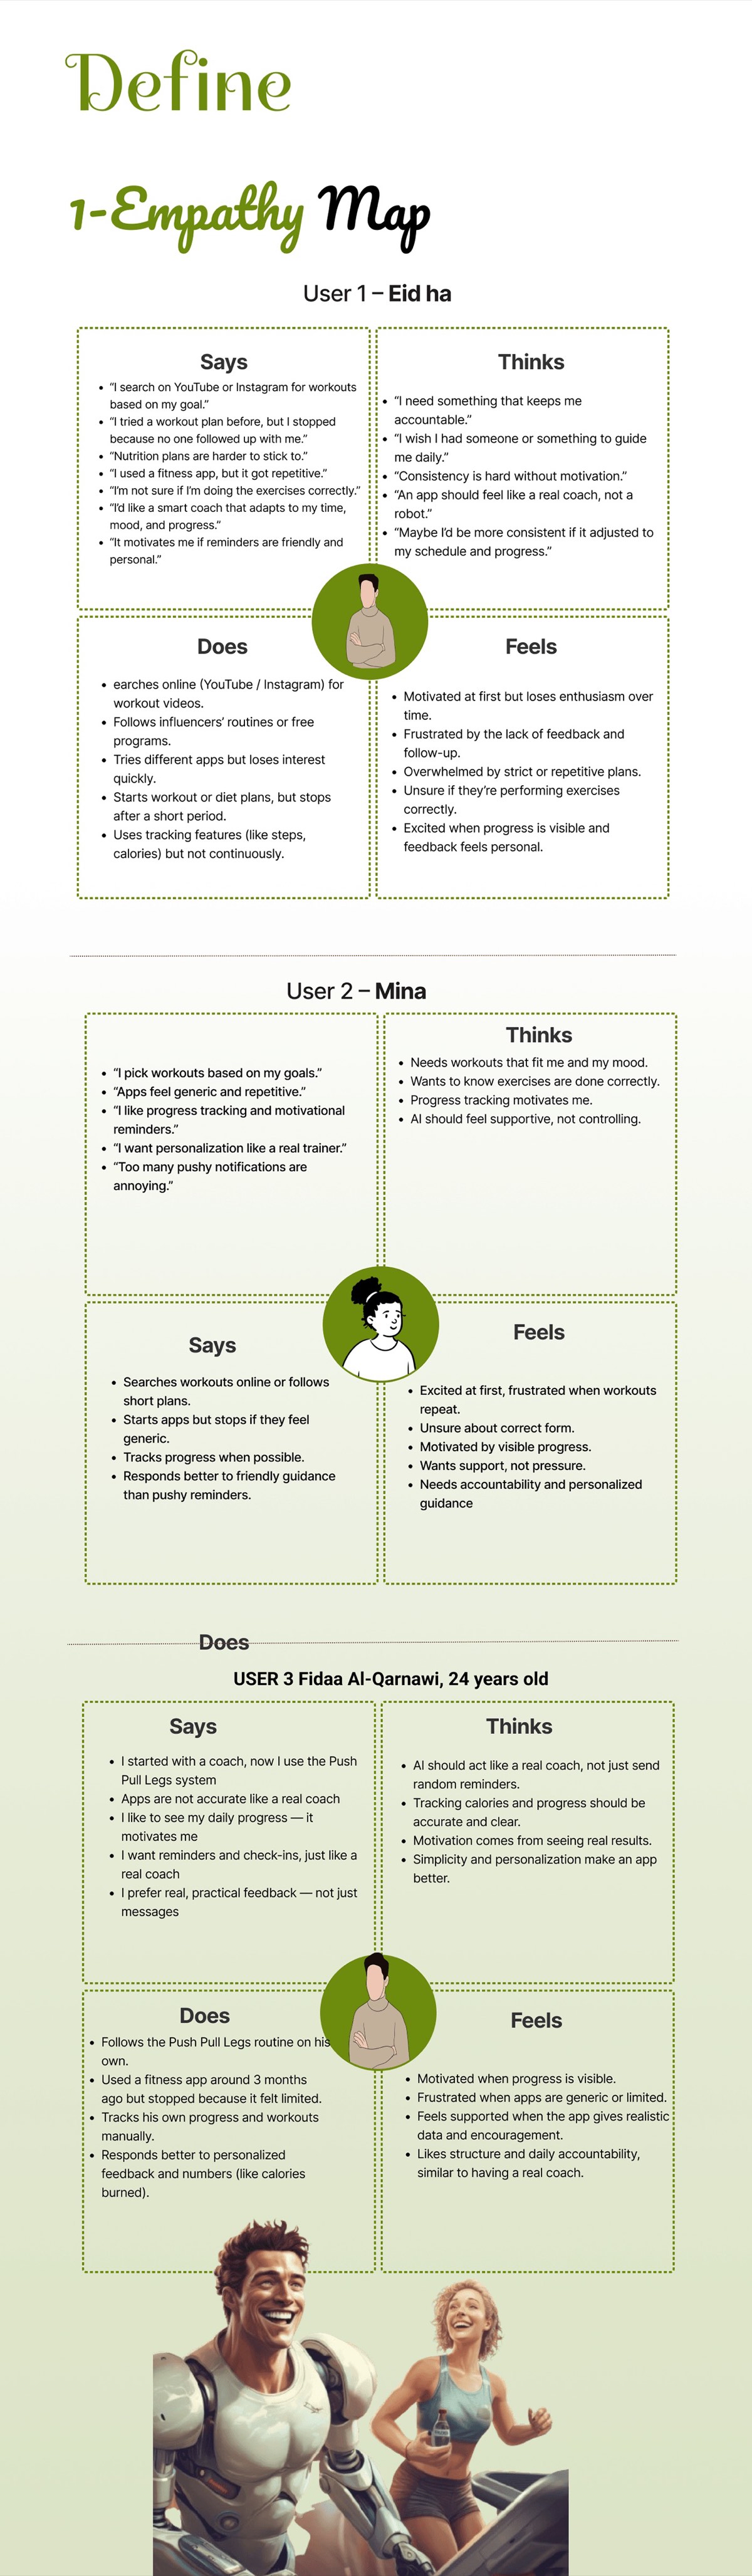 Define
1-Empathy Map
User 1 – Eid ha
Says
• “I search on YouTube or Instagram for workouts
based on my goal.”
• “I tried a workout plan before, but I stopped
because no one followed up with me.”
• “Nutrition plans are harder to stick to.”
• “I used a fitness app, but it got repetitive.”
• “I’m not sure if I’m doing the exercises correctly.”
• “I’d like a smart coach that adapts to my time,
mood, and progress.”
• “It motivates me if reminders are friendly and
personal.”
Thinks
• “I need something that keeps me
accountable.”
• “I wish I had someone or something to guide
me daily.”
• “Consistency is hard without motivation.”
• “An app should feel like a real coach, not a
robot.”
• “Maybe I’d be more consistent if it adjusted to
my schedule and progress.”
Does
• earches online (YouTube / Instagram) for
workout videos.
• Follows influencers’ routines or free
programs.
• Tries different apps but loses interest
quickly.
• Starts workout or diet plans, but stops
after a short period.
• Uses tracking features (like steps,
calories) but not continuously.
Feels
• Motivated at first but loses enthusiasm over
time.
• Frustrated by the lack of feedback and
follow-up.
• Overwhelmed by strict or repetitive plans.
• Unsure if they’re performing exercises
correctly.
• Excited when progress is visible and
feedback feels personal.
User 2 – Mina
• “I pick workouts based on my goals.”
• “Apps feel generic and repetitive.”
• “I like progress tracking and motivational
reminders.”
• “I want personalization like a real trainer.”
• “Too many pushy notifications are
annoying.”
Thinks
• Needs workouts that fit me and my mood.
• Wants to know exercises are done correctly.
• Progress tracking motivates me.
• AI should feel supportive, not controlling.
Says
• Searches workouts online or follows
short plans.
• Starts apps but stops if they feel
generic.
• Tracks progress when possible.
• Responds better to friendly guidance
than pushy reminders.
Feels
• Excited at first, frustrated when workouts
repeat.
• Unsure about correct form.
• Motivated by visible progress.
• Wants support, not pressure.
• Needs accountability and personalized
guidance
Does
USER 3 Fidaa Al-Qarnawi, 24 years old
Says
• I started with a coach, now I use the Push
Pull Legs system
• Apps are not accurate like a real coach
• I like to see my daily progress — it
motivates me
• I want reminders and check-ins, just like a
real coach
• I prefer real, practical feedback — not just
messages
Thinks
• AI should act like a real coach, not just send
random reminders.
• Tracking calories and progress should be
accurate and clear.
• Motivation comes from seeing real results.
• Simplicity and personalization make an app
better.
Does
• Follows the Push Pull Legs routine on his
own.
• Used a fitness app around 3 months
ago but stopped because it felt limited.
• Tracks his own progress and workouts
manually.
• Responds better to personalized
feedback and numbers (like calories
burned).
Feels
• Motivated when progress is visible.
• Frustrated when apps are generic or limited.
• Feels supported when the app gives realistic
data and encouragement.
• Likes structure and daily accountability,
similar to having a real coach.